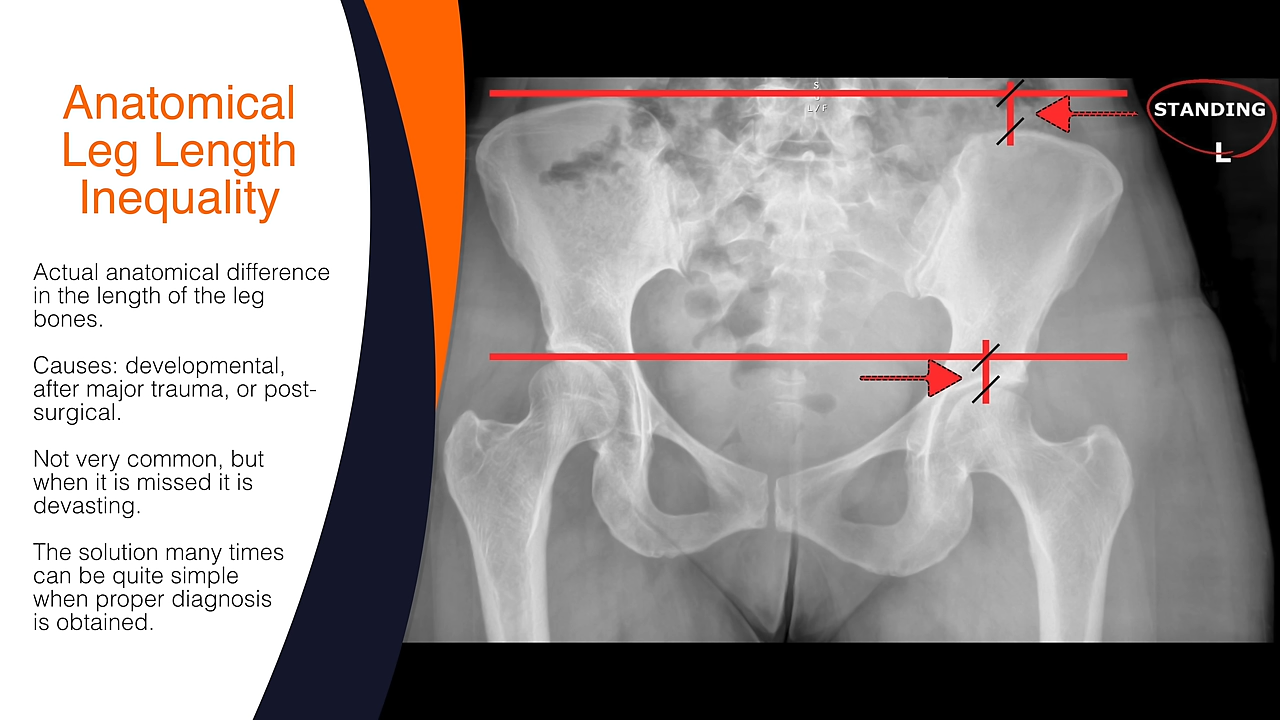 Anatomical
Leg Length
Inequality
Actual anatomical difference
in the length of the leg
bones.
Causes: developmental,
after major trauma, or post-
surgical.
Not very common, but
when it is missed it is
devasting.
The solution many times
can be quite simple
when proper diagnosis
is obtained.
S
L/F
STANDING
L